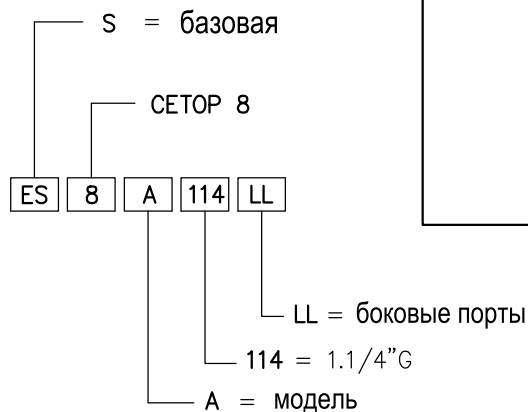 S = базовая
CETOP 8
ES 8 A 114 LL
LL = боковые порты
114 = 1.1/4”G
A = модель